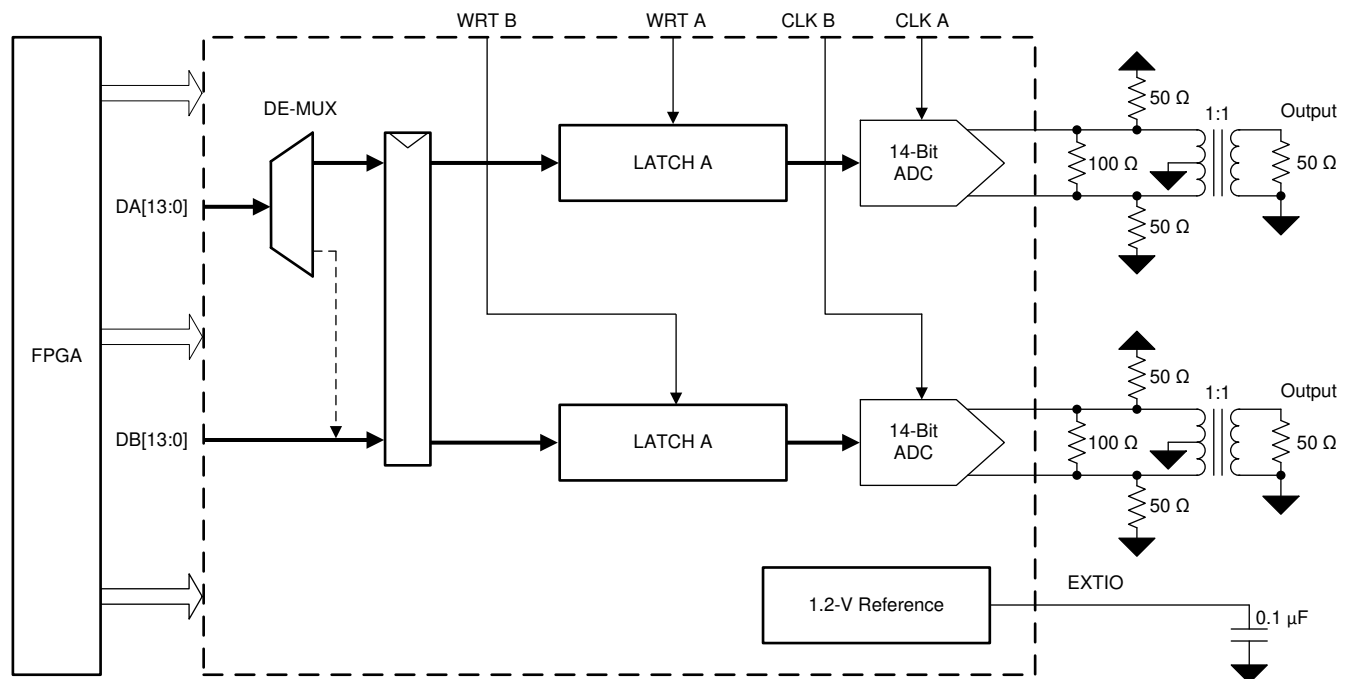 WRT B
WRT A
CLK B
CLK A
DE-MUX
50 Ω
1:1
Output
LATCH A
14-Bit
ADC
100 Ω
50 Ω
DA[13:0]
50 Ω
FPGA
50 Ω
1:1
Output
DB[13:0]
LATCH A
14-Bit
ADC
100 Ω
50 Ω
50 Ω
1.2-V Reference
EXTIO
0.1 µF